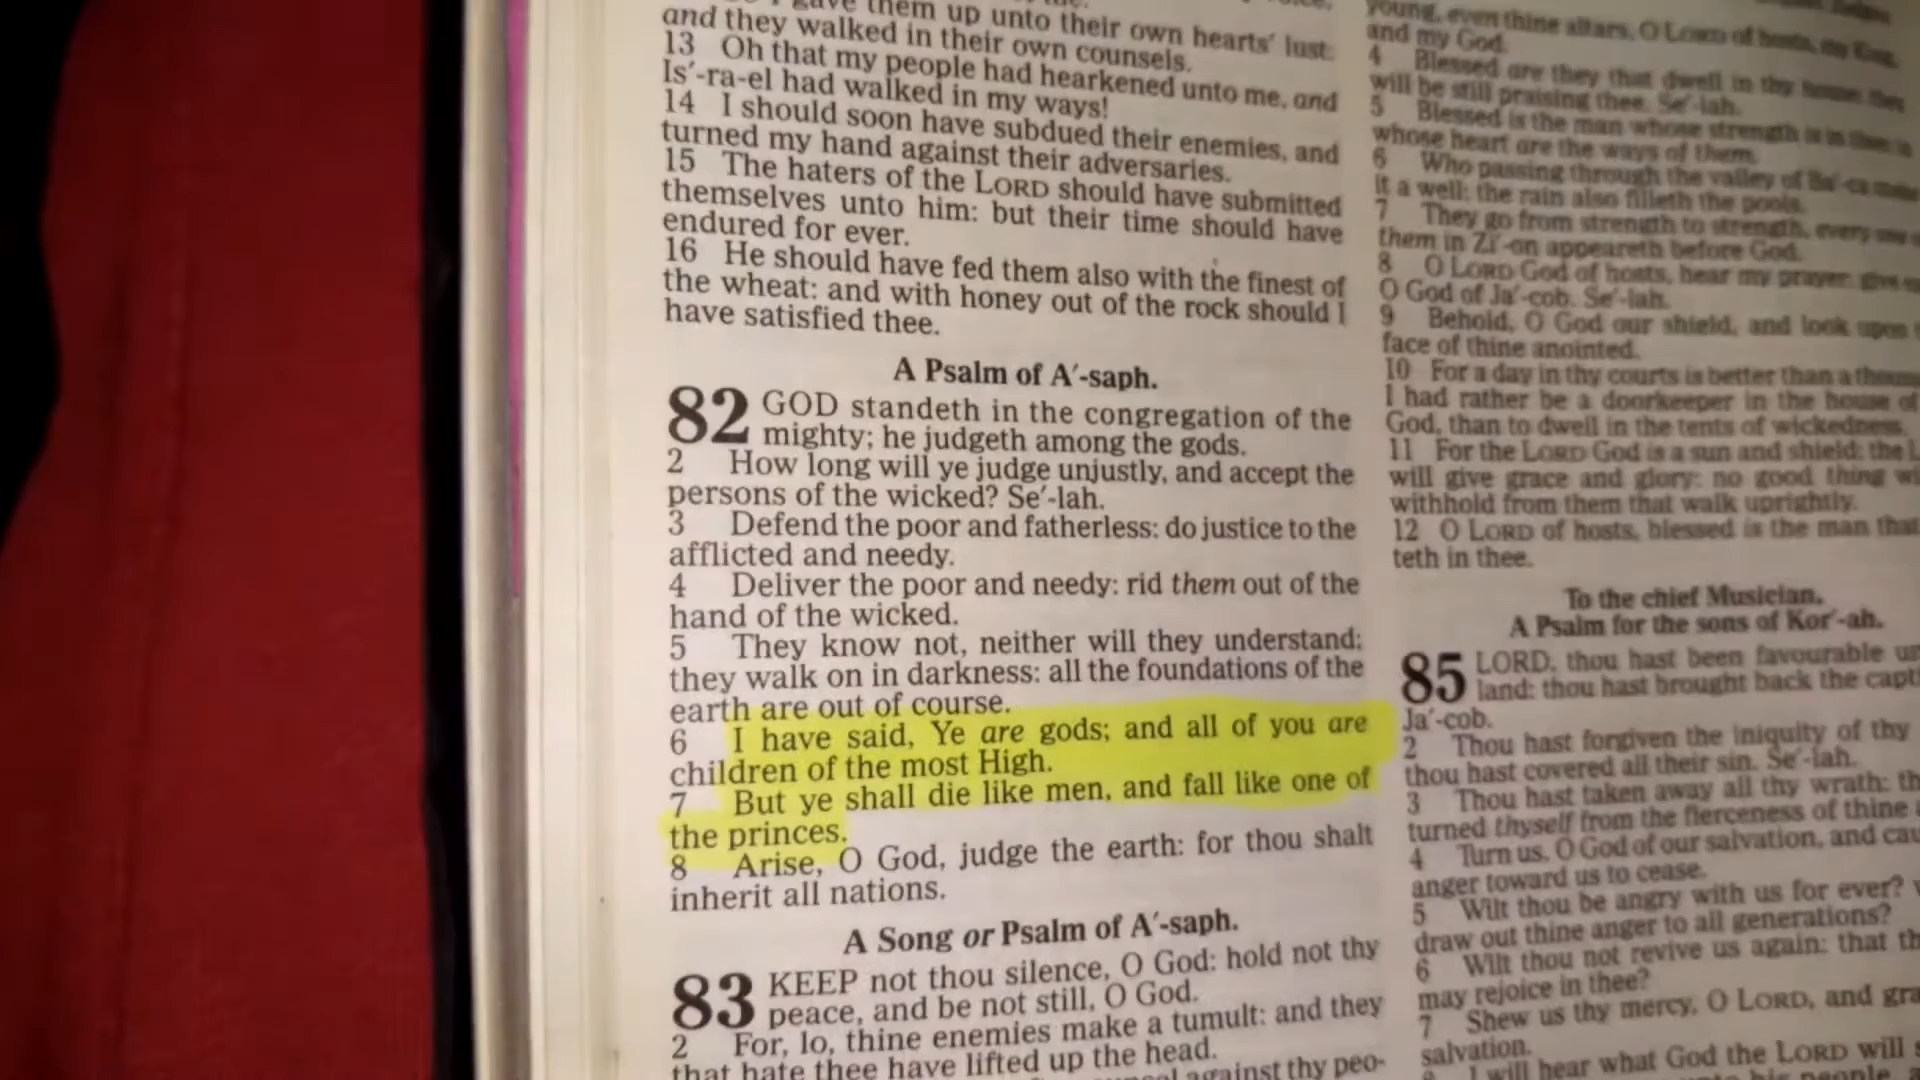 gave them up unto their own hearts' lust:
and they walked in their own counsels.
13 Oh that my people had hearkened unto me, and
Is'-ra-el had walked in my ways!
14 I should soon have subdued their enemies, and
turned my hand against their adversaries.
15 The haters of the LORD should have submitted
themselves unto him: but their time should have
endured for ever.
16 He should have fed them also with the finest of
the wheat: and with honey out of the rock should I
have satisfied thee.
A Psalm of A'-saph.
82 GOD standeth in the congregation of the
mighty; he judgeth among the gods.
2 How long will ye judge unjustly, and accept the
persons of the wicked? Se'-lah.
3 Defend the poor and fatherless: do justice to the
afflicted and needy.
4 Deliver the poor and needy: rid them out of the
hand of the wicked.
5 They know not, neither will they understand;
they walk on in darkness: all the foundations of the
earth are out of course.
6 I have said, Ye are gods; and all of you are
children of the most High.
7 But ye shall die like men, and fall like one of
the princes.
8 Arise, O God, judge the earth: for thou shalt
inherit all nations.
A Song or Psalm of A'-saph.
83 KEEP not thou silence, O God: hold not thy
peace, and be not still, O God.
2 For, lo, thine enemies make a tumult: and they
that hate thee have lifted up the head.
against thy peo-
young, even thine altars, O LORD of hosts, my King,
and my God.
4 Blessed are they that dwell in thy house: they
will be still praising thee. Se'-lah.
5 Blessed is the man whose strength is in thee; in
whose heart are the ways of them.
6 Who passing through the valley of Ba'-ca make
it a well; the rain also filleth the pools.
7 They go from strength to strength, every one
them in Zi'-on appeareth before God.
8 O LORD God of hosts, hear my prayer: give
O God of Ja'-cob. Se'-lah.
9 Behold, O God our shield, and look upon
face of thine anointed.
10 For a day in thy courts is better than a
I had rather be a doorkeeper in the house of
God, than to dwell in the tents of wickedness.
11 For the LORD God is a sun and shield: the
will give grace and glory: no good thing
withhold from them that walk uprightly.
12 O LORD of hosts, blessed is the man that
teth in thee.
To the chief Musician.
A Psalm for the sons of Kor'-ah.
85 LORD, thou hast been favourable
land: thou hast brought back the
Ja'-cob.
2 Thou hast forgiven the iniquity of thy
thou hast covered all their sin. Se'-lah.
3 Thou hast taken away all thy wrath:
turned thyself from the fierceness of thine
4 Turn us, O God of our salvation, and
anger toward us to cease.
5 Wilt thou be angry with us for ever?
draw out thine anger to all generations?
6 Wilt thou not revive us again: that
may rejoice in thee?
7 Shew us thy mercy, O LORD, and
salvation.
I will hear what God the LORD will